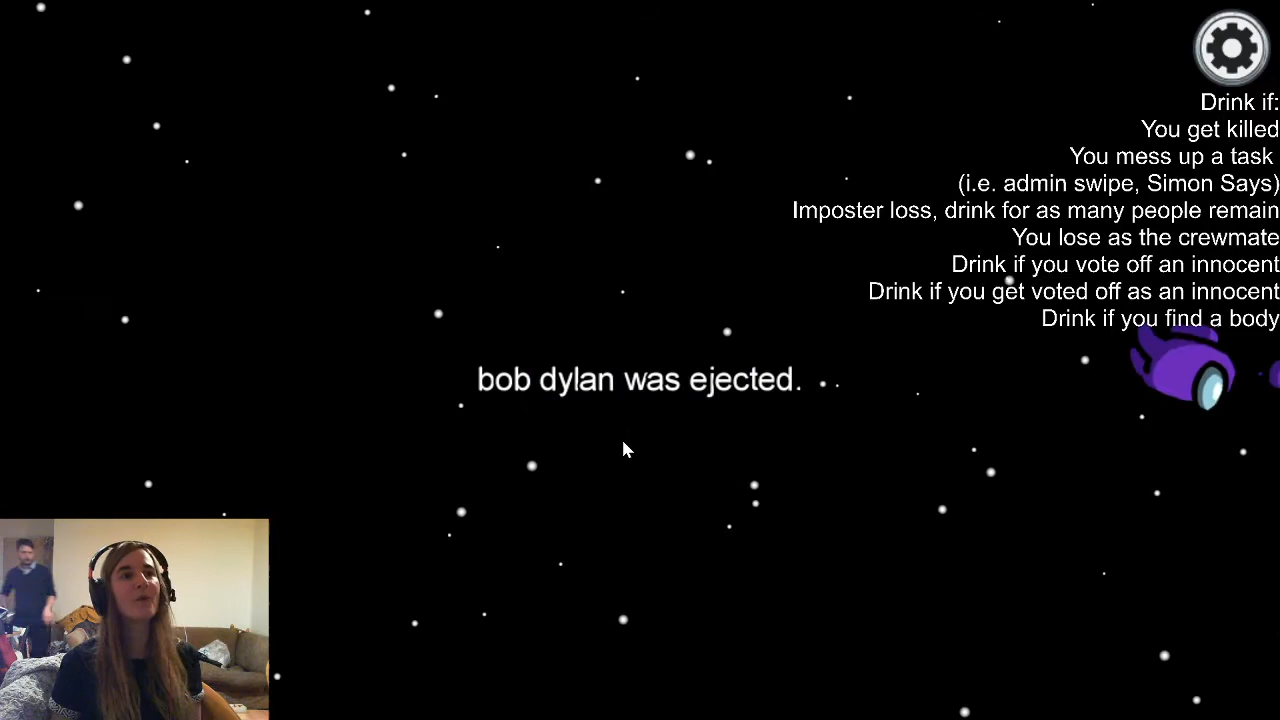 Drink if:
You get killed
You mess up a task
(i.e. admin swipe, Simon Says)
Imposter loss, drink for as many people remain
You lose as the crewmate
Drink if you vote off an innocent
Drink if you get voted off as an innocent
Drink if you find a body
bob dylan was ejected.